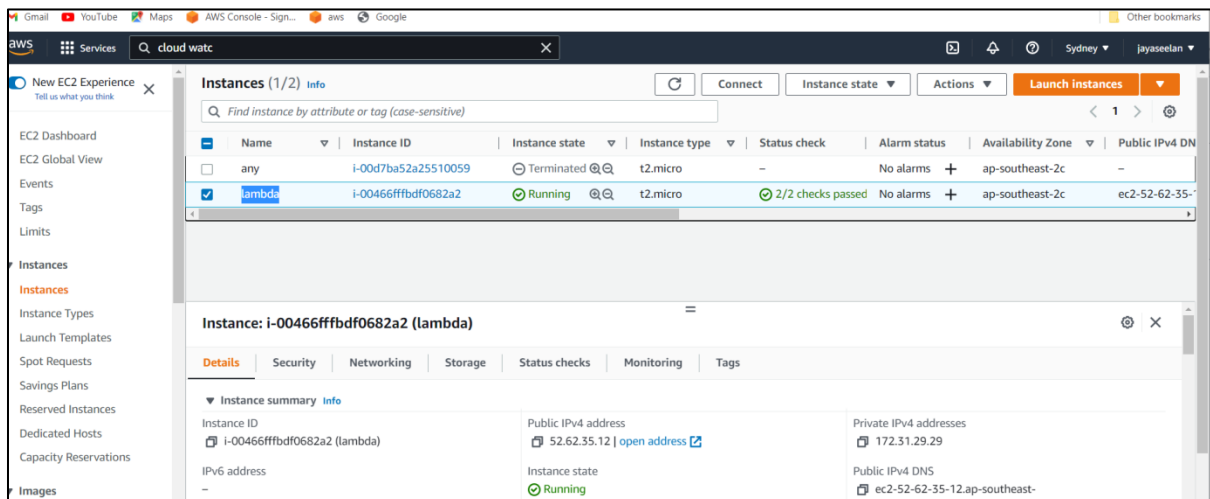 Gmail YouTube Maps AWS Console - Sign... aws Google Other bookmarks
aws Services cloud watc Sydney jayaseelan
New EC2 Experience
Tell us what you think
EC2 Dashboard
EC2 Global View
Events
Tags
Limits
Instances
Instances
Instance Types
Launch Templates
Spot Requests
Savings Plans
Reserved Instances
Dedicated Hosts
Capacity Reservations
Images
Instances (1/2) Info Connect Instance state Actions Launch instances
Find instance by attribute or tag (case-sensitive) 1
Name Instance ID Instance state Instance type Status check Alarm status Availability Zone Public IPv4 DN
any i-00d7ba52a25510059 Terminated t2.micro – No alarms + ap-southeast-2c –
lambda i-00466fffbdf0682a2 Running t2.micro 2/2 checks passed No alarms + ap-southeast-2c ec2-52-62-35-1
Instance: i-00466fffbdf0682a2 (lambda)
Details Security Networking Storage Status checks Monitoring Tags
Instance summary Info
Instance ID Public IPv4 address Private IPv4 addresses
i-00466fffbdf0682a2 (lambda) 52.62.35.12 | open address 172.31.29.29
IPv6 address Instance state Public IPv4 DNS
– Running ec2-52-62-35-12.ap-southeast-